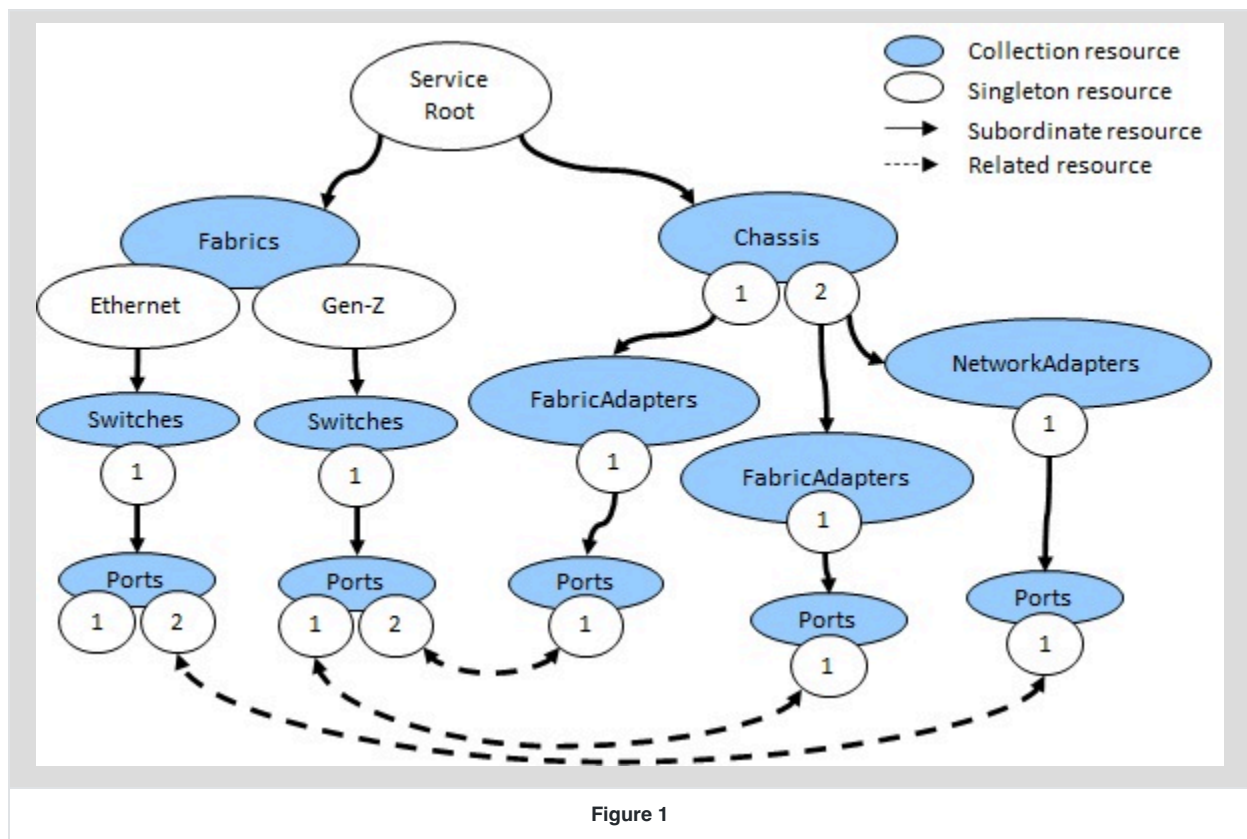 Service
Root
Collection resource
Singleton resource
Subordinate resource
Related resource
Fabrics
Chassis
Ethernet
Gen-Z
1
2
NetworkAdapters
FabricAdapters
Switches
Switches
1
1
1
1
FabricAdapters
1
Ports
Ports
Ports
Ports
Ports
1
2
1
2
1
1
1
Figure 1